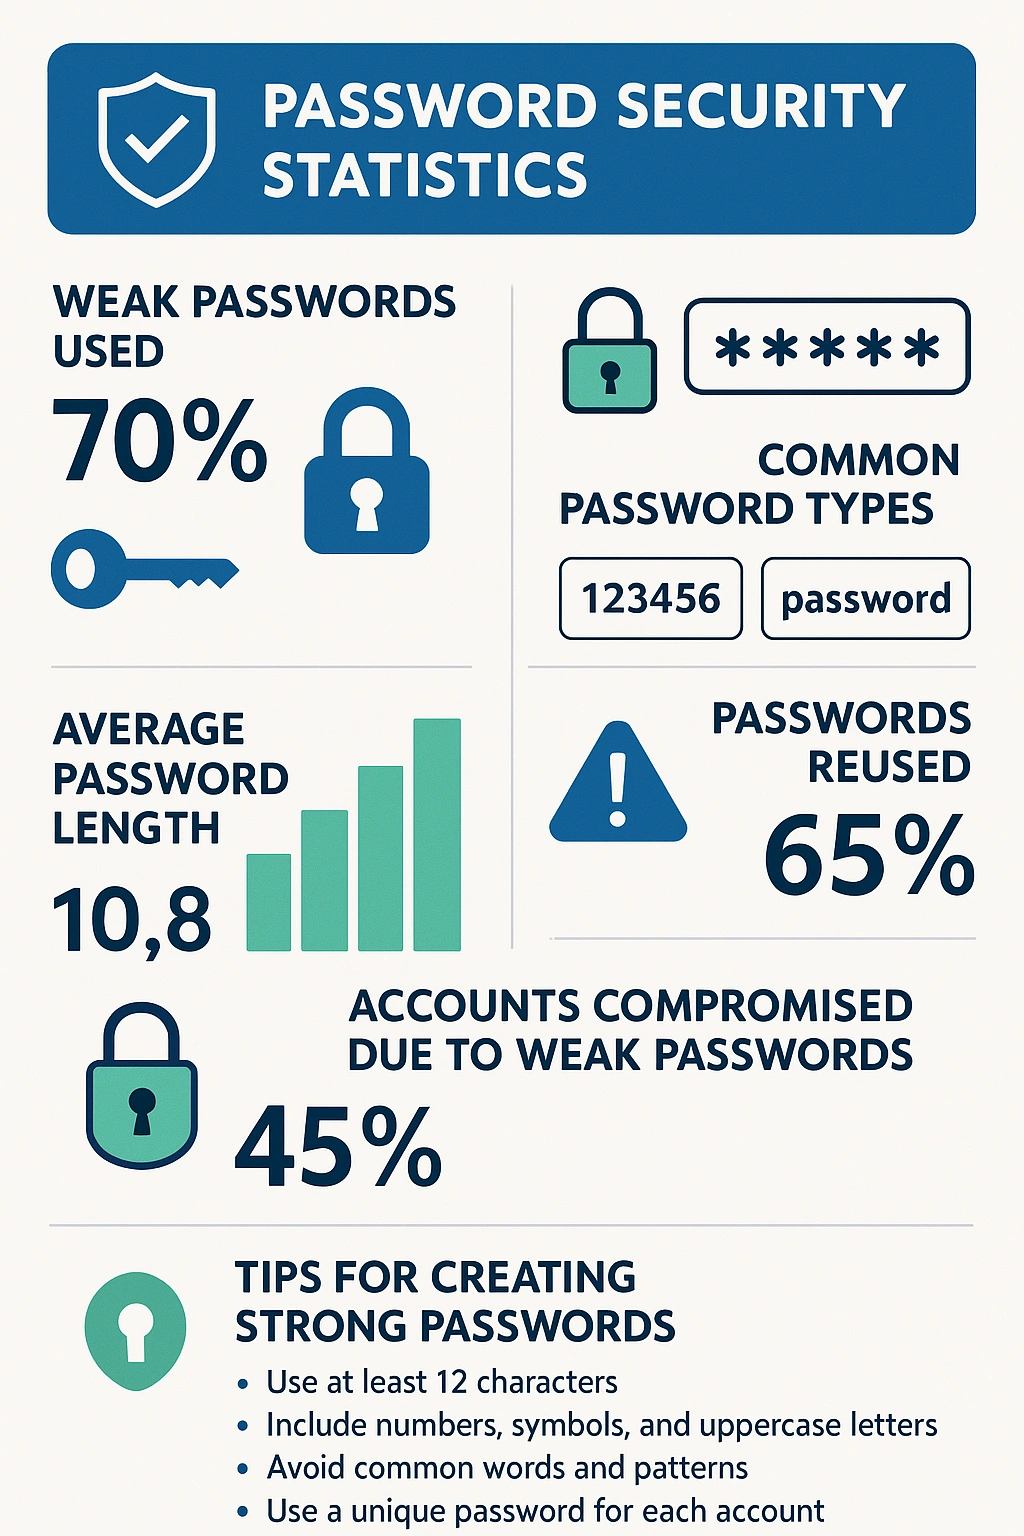 PASSWORD SECURITY
STATISTICS
WEAK PASSWORDS
USED
70%
*****
COMMON
PASSWORD TYPES
123456
password
AVERAGE
PASSWORD
LENGTH
10,8
PASSWORDS
REUSED
65%
ACCOUNTS COMPROMISED
DUE TO WEAK PASSWORDS
45%
TIPS FOR CREATING
STRONG PASSWORDS
• Use at least 12 characters
• Include numbers, symbols, and uppercase letters
• Avoid common words and patterns
• Use a unique password for each account